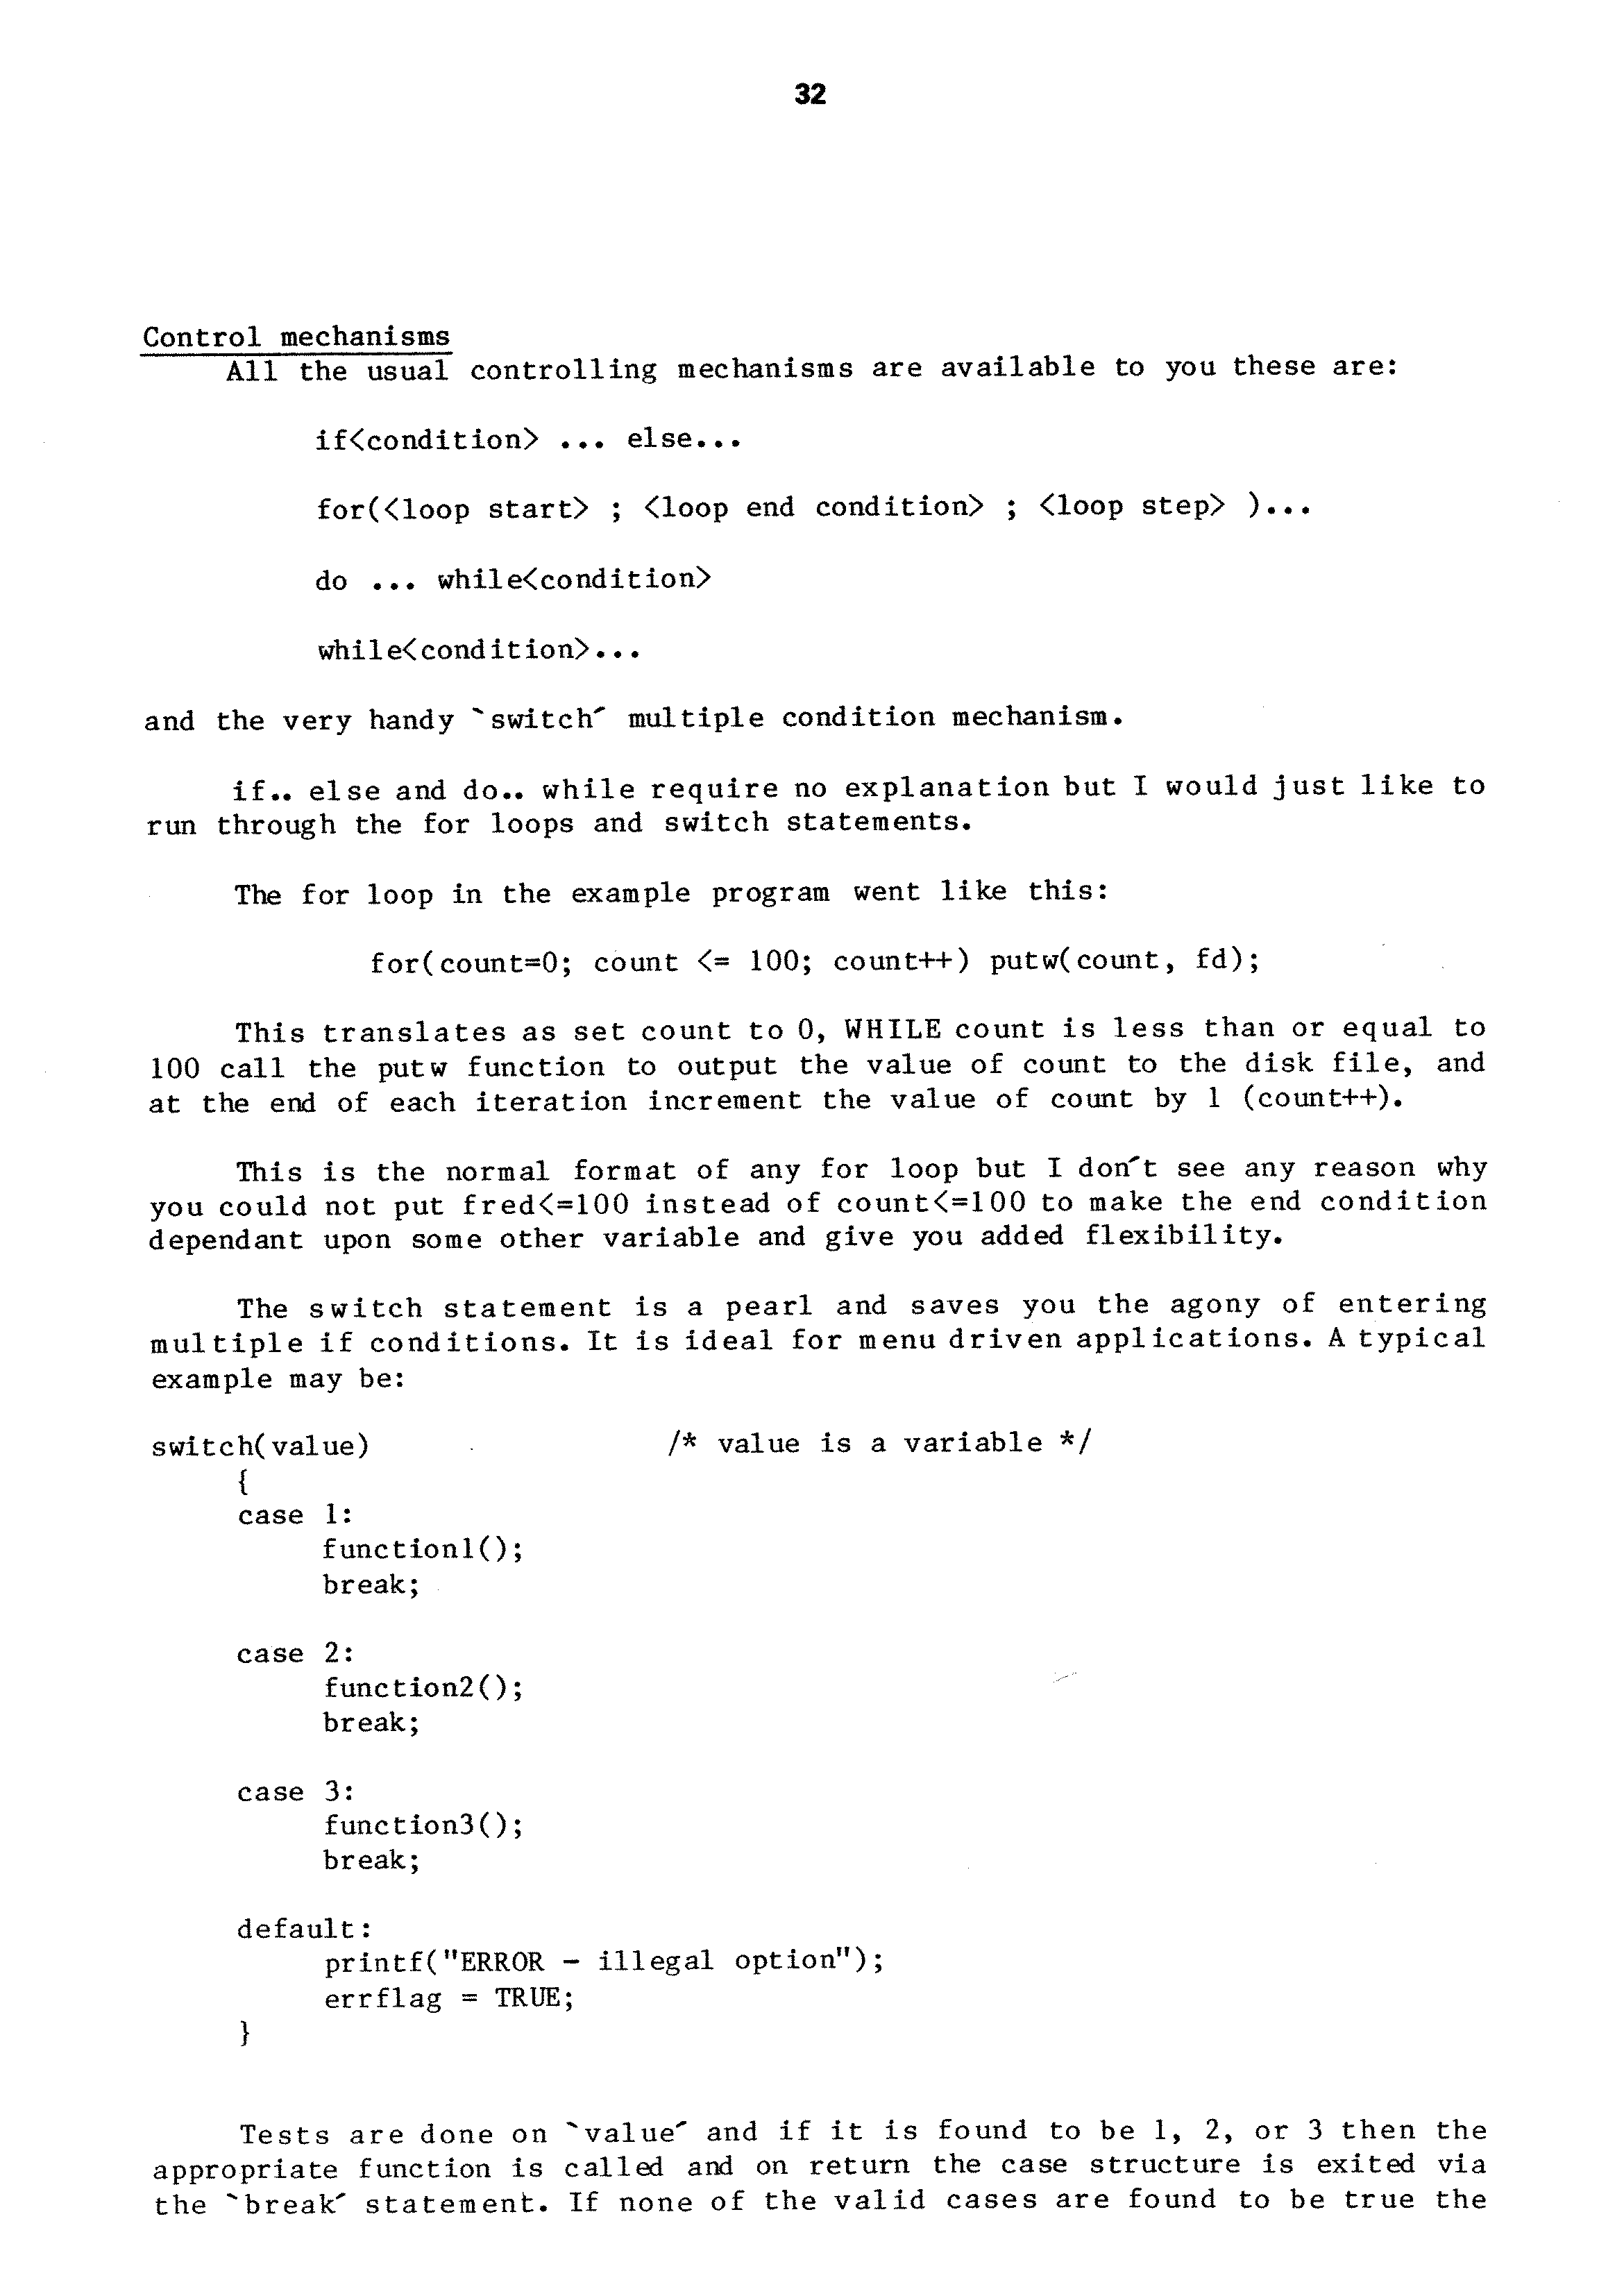 32
Control mechanisms
All the usual controlling mechanisms are available to you these are:
if<condition> ... else...
for(<loop start> ; <loop end condition> ; <loop step> )...
do ... while<condition>
while<condition>...
and the very handy `switch´ multiple condition mechanism.
if.. else and do.. while require no explanation but I would just like to
run through the for loops and switch statements.
The for loop in the example program went like this:
for(count=0; count <= 100; count++) putw(count, fd);
This translates as set count to 0, WHILE count is less than or equal to
100 call the putw function to output the value of count to the disk file, and
at the end of each iteration increment the value of count by 1 (count++).
This is the normal format of any for loop but I don´t see any reason why
you could not put fred<=100 instead of count<=100 to make the end condition
dependant upon some other variable and give you added flexibility.
The switch statement is a pearl and saves you the agony of entering
multiple if conditions. It is ideal for menu driven applications. A typical
example may be:
switch(value) /* value is a variable */
{
case 1:
function1();
break;
case 2:
function2();
break;
case 3:
function3();
break;
default:
printf("ERROR - illegal option");
errflag = TRUE;
}
Tests are done on `value´ and if it is found to be 1, 2, or 3 then the
appropriate function is called and on return the case structure is exited via
the `break´ statement. If none of the valid cases are found to be true the